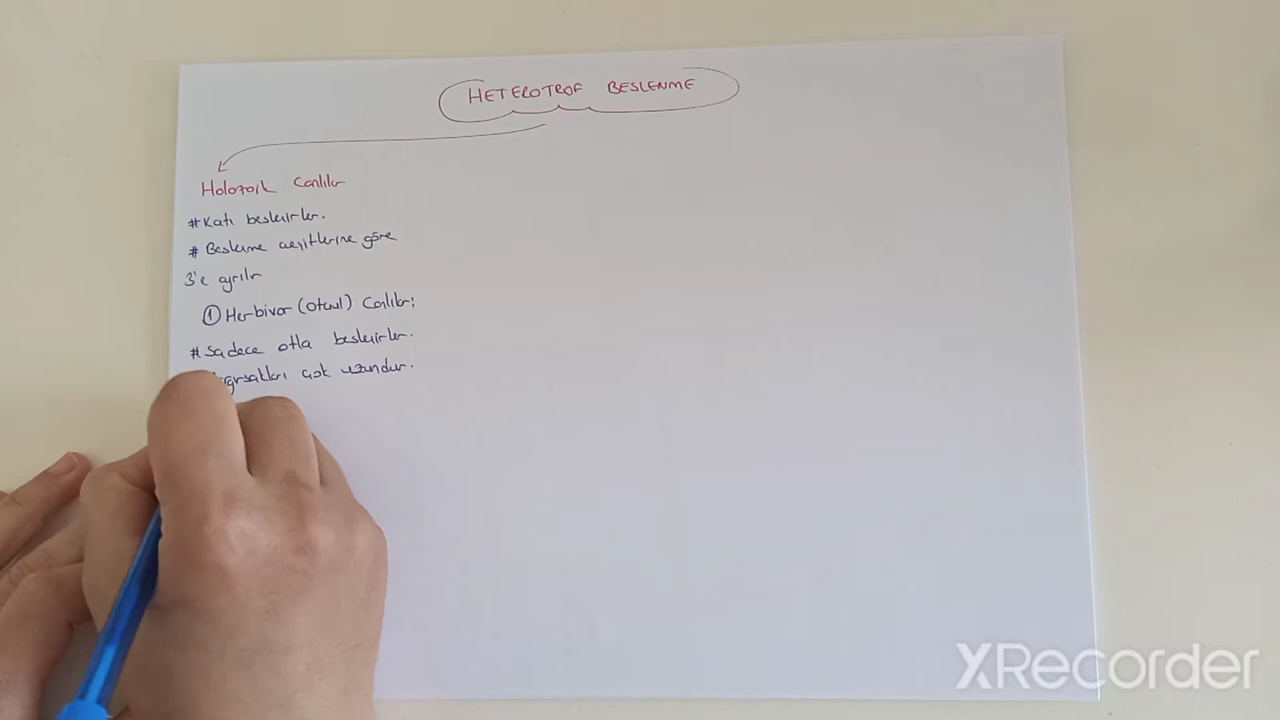 HETEROTROF BESLENME
Holozoik Canlılar
#Katı beslenirler.
# Beslenme çeşitlerine göre
3'e ayrılır
① Herbivor (otçul) Canlılar:
#Sadece otla beslenirler.
çok uzundur.
XRecorder